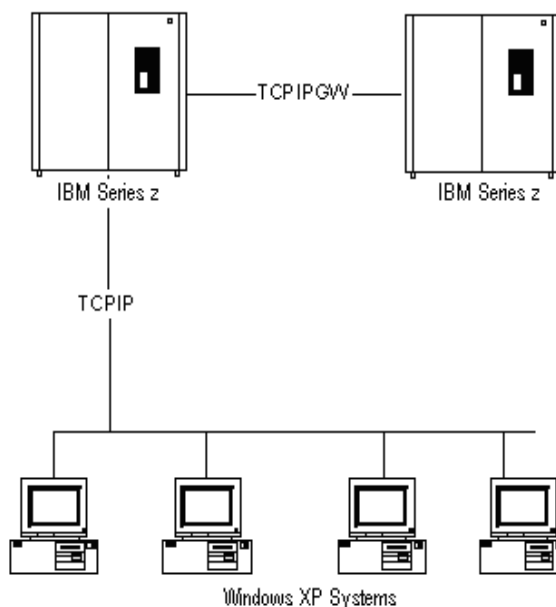 TCPIPGW
IBM Series z
IBM Series z
TCPIP
Windows XP Systems